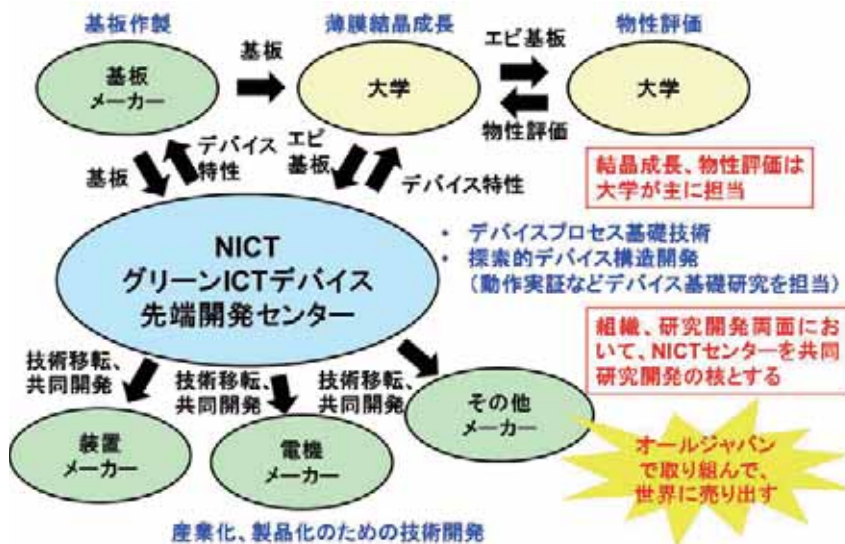 基板作製
薄膜結晶成長
物性評価
基板
メーカー
基板
大学
エピ基板
物性評価
大学
基板
デバイス
特性
エピ
基板
デバイス特性
結晶成長、物性評価は
大学が主に担当
NICT
グリーンICTデバイス
先端開発センター
・ デバイスプロセス基礎技術
・ 探索的デバイス構造開発
（動作実証などデバイス基礎研究を担当）
組織、研究開発両面にお
いて、NICTセンターを共同
研究開発の核とする
技術移転、
共同開発
技術移転、
共同開発
技術移転、
共同開発
装置
メーカー
電機
メーカー
その他
メーカー
オールジャパン
で取り組んで、
世界に売り出す
産業化、製品化のための技術開発